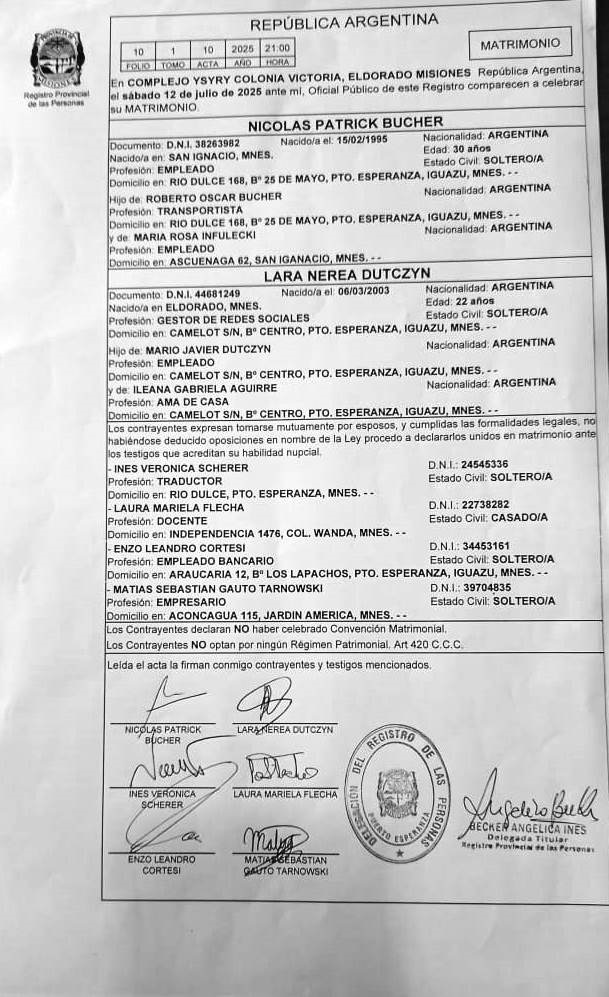 REPÚBLICA ARGENTINA
10 1 10 2025 21:00
FOLIO TOMO ACTA AÑO HORA
MATRIMONIO
Registro Provincial
de las Personas
En COMPLEJO YSYRY COLONIA VICTORIA, ELDORADO MISIONES República Argentina,
el sábado 12 de julio de 2025 ante mí, Oficial Público de este Registro comparecen a celebrar
su MATRIMONIO.
NICOLAS PATRICK BUCHER
Documento: D.N.I. 38263982 Nacido/a el: 15/02/1995 Nacionalidad: ARGENTINA
Nacido/a en: SAN IGNACIO, MNES. Edad: 30 años
Profesión: EMPLEADO Estado Civil: SOLTERO/A
Domicilio en: RIO DULCE 168, Bº 25 DE MAYO, PTO. ESPERANZA, IGUAZU, MNES. - -
Hijo de: ROBERTO OSCAR BUCHER Nacionalidad: ARGENTINA
Profesión: TRANSPORTISTA
Domicilio en: RIO DULCE 168, Bº 25 DE MAYO, PTO. ESPERANZA, IGUAZU, MNES. - -
y de: MARIA ROSA INFULECKI Nacionalidad: ARGENTINA
Profesión: EMPLEADO
Domicilio en: ASCUENAGA 62, SAN IGANACIO, MNES. - -
LARA NEREA DUTCZYN
Documento: D.N.I. 44681249 Nacido/a el: 06/03/2003 Nacionalidad: ARGENTINA
Nacido/a en ELDORADO, MNES. Edad: 22 años
Profesión: GESTOR DE REDES SOCIALES Estado Civil: SOLTERO/A
Domicilio en: CAMELOT S/N, Bº CENTRO, PTO. ESPERANZA, IGUAZU, MNES. - -
Hijo de: MARIO JAVIER DUTCZYN Nacionalidad: ARGENTINA
Profesión: EMPLEADO
Domicilio en: CAMELOT S/N, Bº CENTRO, PTO. ESPERANZA, IGUAZU, MNES. - -
y de: ILEANA GABRIELA AGUIRRE Nacionalidad: ARGENTINA
Profesión: AMA DE CASA
Domicilio en: CAMELOT S/N, Bº CENTRO, PTO. ESPERANZA, IGUAZU, MNES. - -
Los contrayentes expresan tomarse mutuamente por esposos, y cumplidas las formalidades legales, no
habiéndose deducido oposiciones en nombre de la Ley procedo a declararlos unidos en matrimonio ante
los testigos que acreditan su habilidad nupcial.
- INES VERONICA SCHERER D.N.I.: 24545336
Profesión: TRADUCTOR Estado Civil: SOLTERO/A
Domicilio en: RIO DULCE, PTO. ESPERANZA, MNES. - -
- LAURA MARIELA FLECHA D.N.I.: 22738282
Profesión: DOCENTE Estado Civil: CASADO/A
Domicilio en: INDEPENDENCIA 1476, COL. WANDA, MNES. - -
- ENZO LEANDRO CORTESI D.N.I.: 34453161
Profesión: EMPLEADO BANCARIO Estado Civil: SOLTERO/A
Domicilio en: ARAUCARIA 12, Bº LOS LAPACHOS, PTO. ESPERANZA, IGUAZU, MNES. - -
- MATIAS SEBASTIAN GAUTO TARNOWSKI D.N.I.: 39704835
Profesión: EMPRESARIO Estado Civil: SOLTERO/A
Domicilio en: ACONCAGUA 115, JARDIN AMERICA, MNES. - -
Los Contrayentes declaran NO haber celebrado Convención Matrimonial.
Los Contrayentes NO optan por ningún Régimen Patrimonial. Art 420 C.C.C.
Leída el acta la firman conmigo contrayentes y testigos mencionados.
NICOLAS PATRICK
BUCHER
LARA NEREA DUTCZYN
INES VERONICA
SCHERER
LAURA MARIELA FLECHA
ENZO LEANDRO
CORTESI
MATIAS SEBASTIAN
GAUTO TARNOWSKI
DELEGACIÓN DEL REGISTRO DE LAS PERSONAS
PUERTO ESPERANZA
BECKER ANGELICA INES
Delegada Titular
Registro Provincial de las Personas